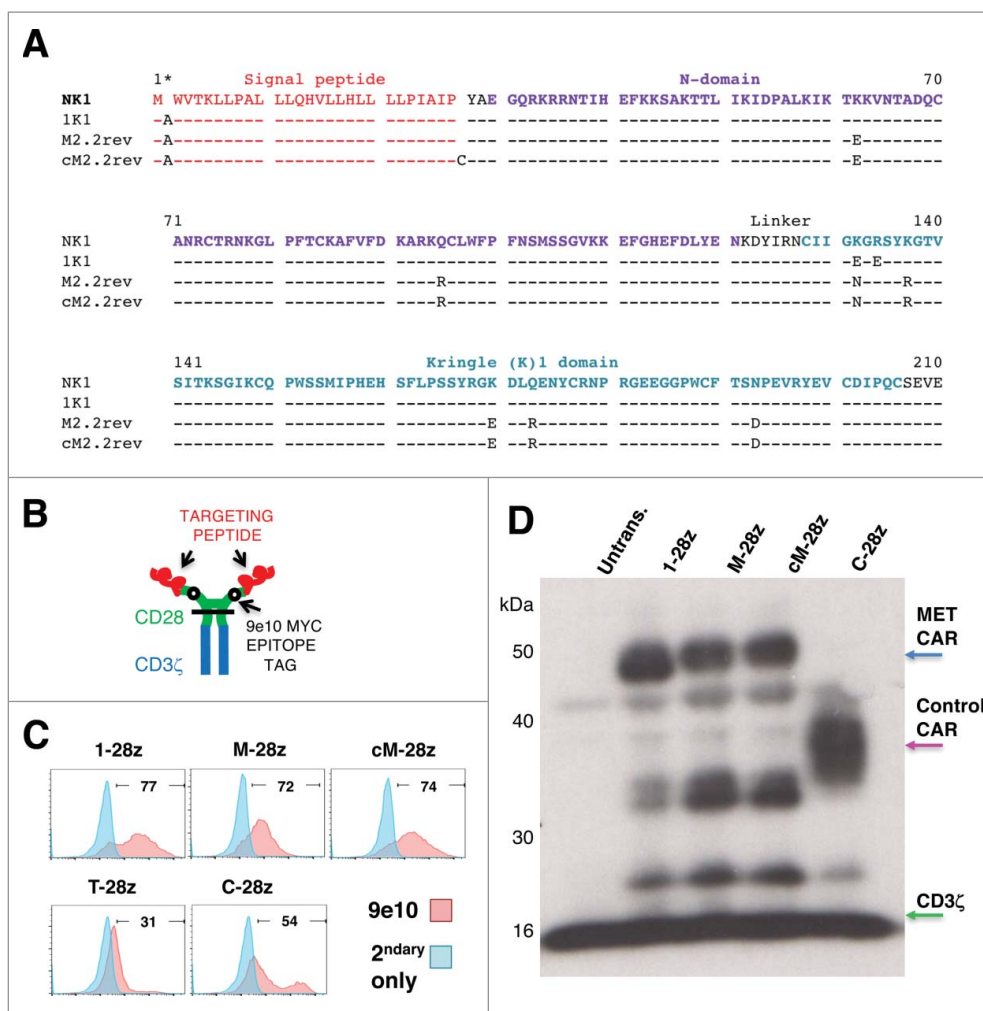 A
1* Signal peptide N-domain 70
NK1 M WVTKLLPAL LLQHVLLHLL LLPIAIP YAE GQRKRRNTIH EFKKSAKTTL IKIDPALKIK TKKVNTADQC
1K1 -A-------- ---------- ------- --- ---------- ---------- ---------- ----------
M2.2rev -A-------- ---------- ------- --- ---------- ---------- ---------- -E--------
cM2.2rev -A-------- ---------- -------C --- ---------- ---------- ---------- -E--------
71 Linker 140
NK1 ANRCTRNKGL PFTCKAFVFD KARKQCLWFP FNSMSSGVKK EFGHEFDLYE NKDYIRNCII GKGRSYKGTV
1K1 ---------- ---------- ---------- ---------- ---------- ---------- -E-E------
M2.2rev ---------- ---------- ----R----- ---------- ---------- ---------- -N----R---
cM2.2rev ---------- ---------- ----R----- ---------- ---------- ---------- -N----R---
141 Kringle (K)1 domain 210
NK1 SITKSGIKCQ PWSSMIPHEH SFLPSSYRGK DLQENYCRNP RGEEGGPWCF TSNPEVRYEV CDIPQCSEVE
1K1 ---------- ---------- ---------- ---------- ---------- ---------- ----------
M2.2rev ---------- ---------- ---------E --R------- ---------- --D------- ----------
cM2.2rev ---------- ---------- ---------E --R------- ---------- --D------- ----------
B
TARGETING
PEPTIDE
CD28
CD3ζ
9e10 MYC
EPITOPE
TAG
C
1-28z M-28z cM-28z
77 72 74
T-28z C-28z
31 54
9e10
2ndary
only
D
Untrans. 1-28z M-28z cM-28z C-28z
kDa
50
40
30
16
MET
CAR
Control
CAR
CD3ζ